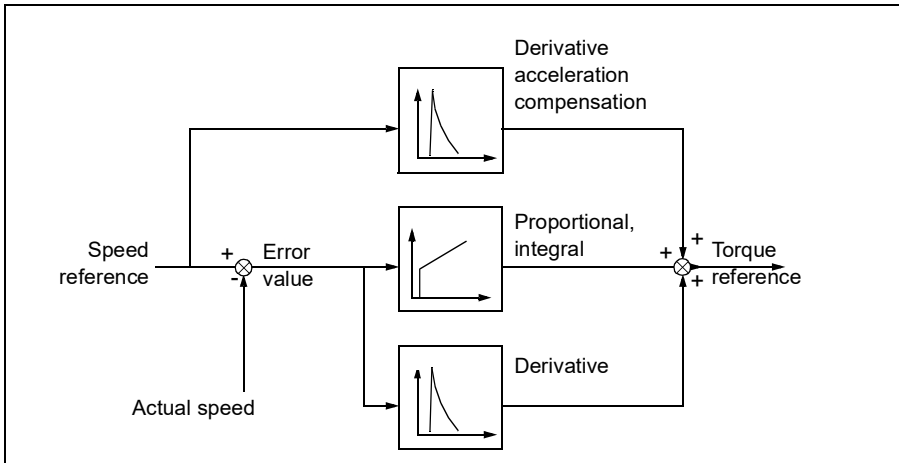 Derivative
acceleration
compensation
Speed
reference
+
-
Error
value
Proportional,
integral
+
+
+
Torque
reference
Derivative
Actual speed